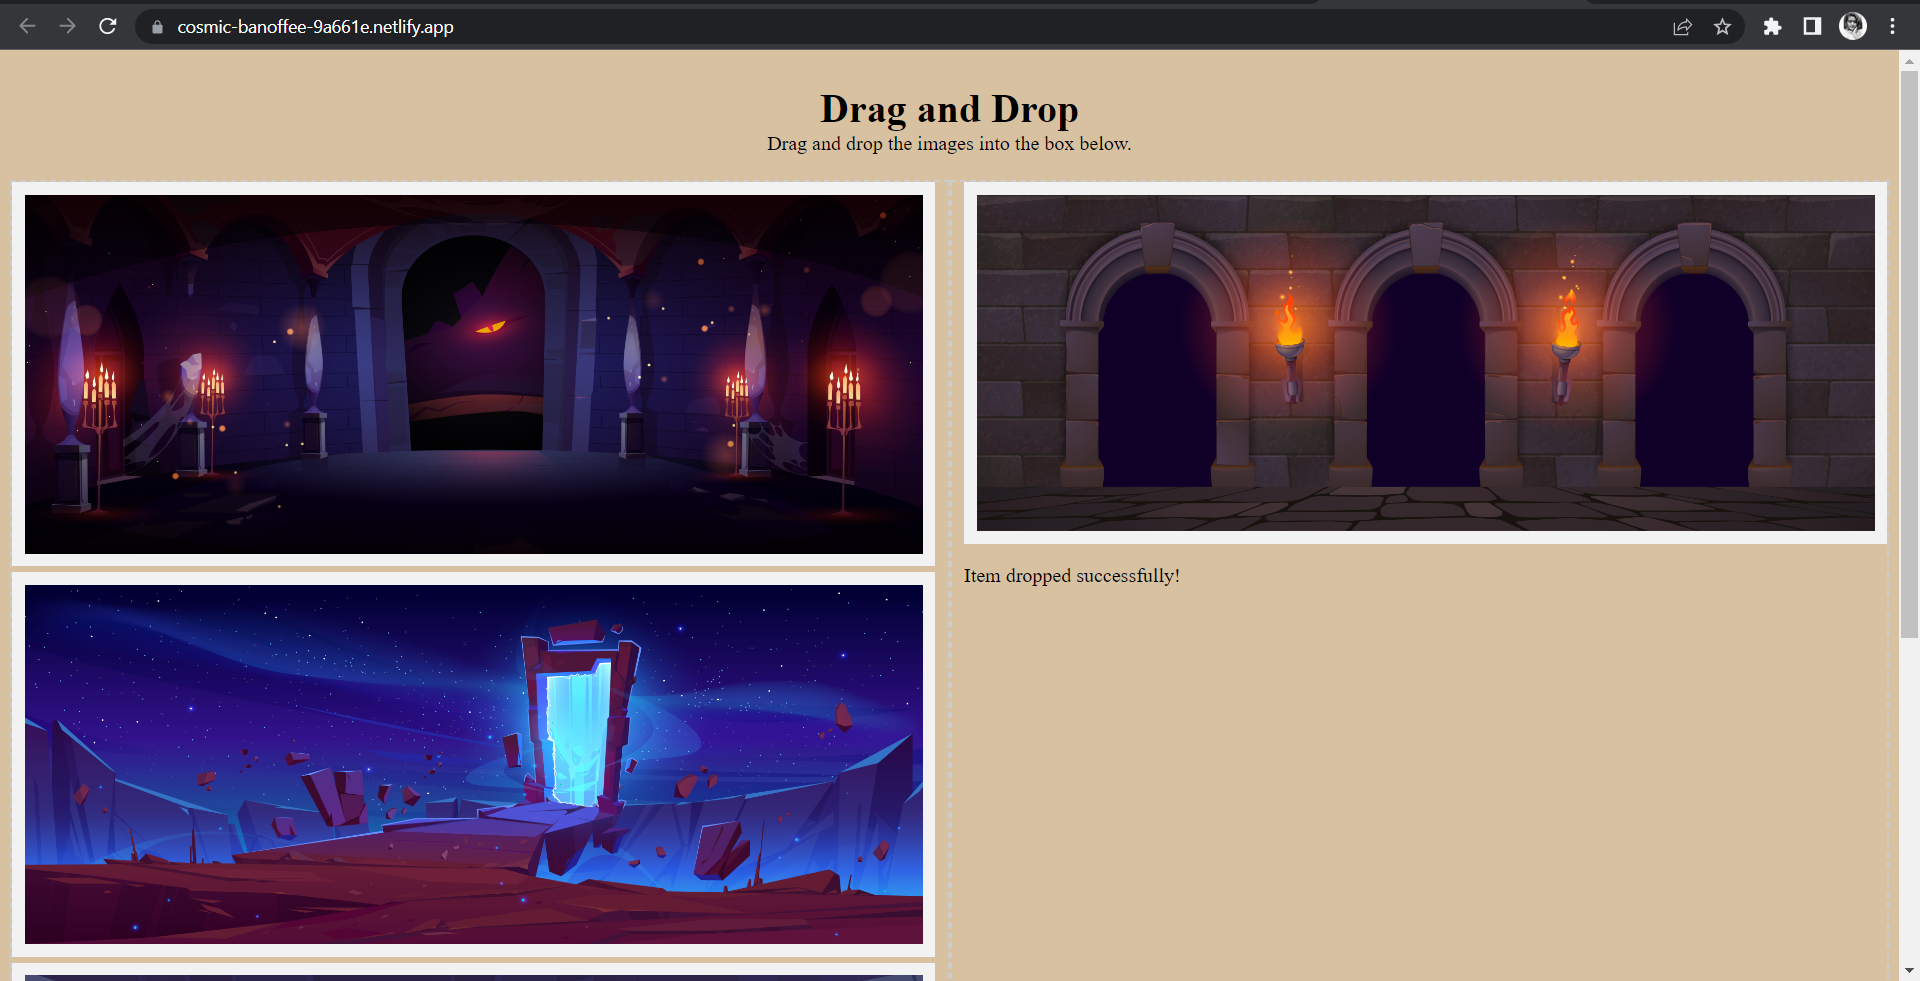 cosmic-banoffee-9a661e.netlify.app
Drag and Drop
Drag and drop the images into the box below.
Item dropped successfully!